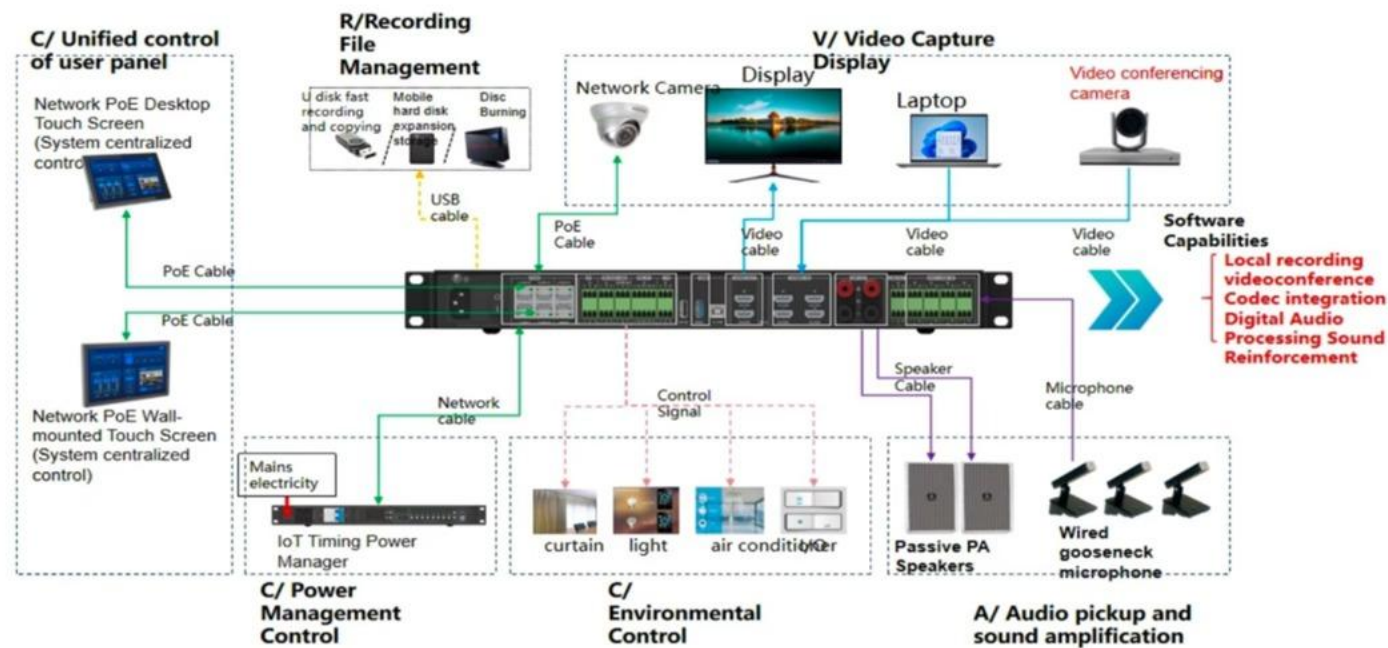 C/ Unified control
of user panel
Network PoE Desktop
Touch Screen
(System centralized
control)
PoE Cable
PoE Cable
Network PoE Wall-
mounted Touch Screen
(System centralized
control)
R/Recording
File
Management
U disk fast
recording
and copying
Mobile
hard disk
expansion
storage
Disc
Burning
USB
cable
V/ Video Capture
Display
Network Camera
Display
Laptop
Video conferencing
camera
PoE
Cable
Video
cable
Video
cable
Video
cable
Software
Capabilities
Local recording
videoconference
Codec integration
Digital Audio
Processing Sound
Reinforcement
Network
cable
Control
Signal
Speaker
Cable
Microphone
cable
Mains
electricity
IoT Timing Power
Manager
C/ Power
Management
Control
curtain
light
air conditioner
I/O
C/
Environmental
Control
Passive PA
Speakers
Wired
gooseneck
microphone
A/ Audio pickup and
sound amplification